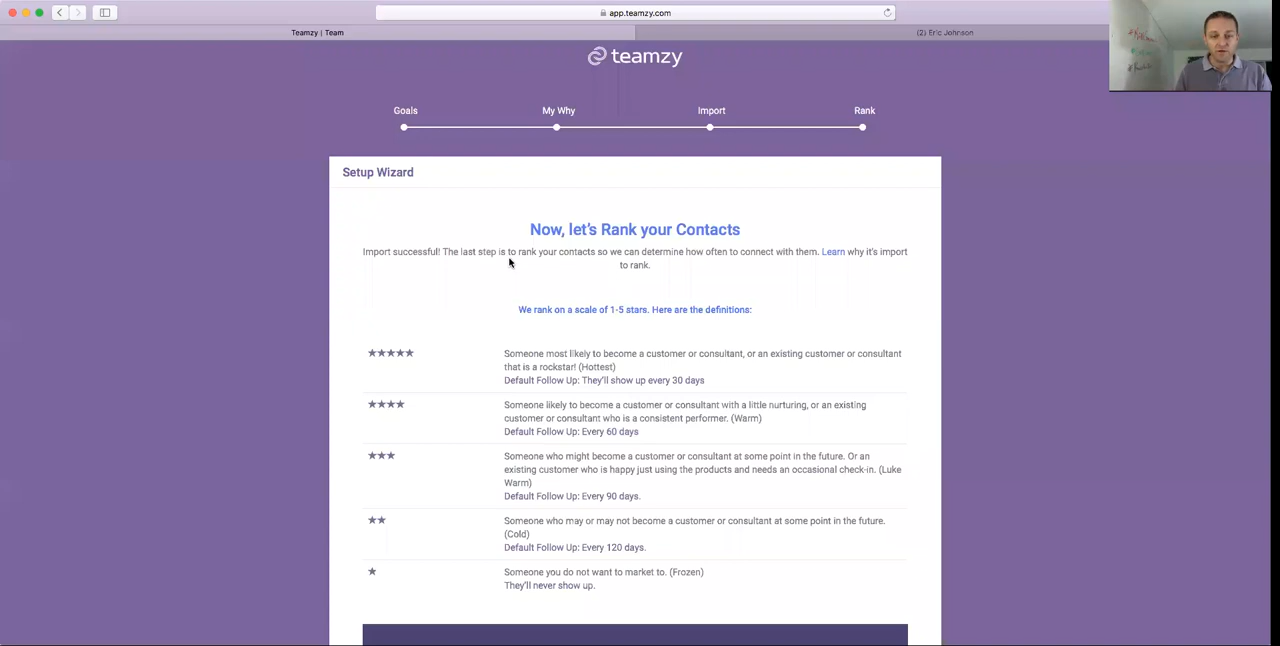 app.teamzy.com
Teamzy | Team
(2) Eric Johnson
teamzy
Goals
My Why
Import
Rank
Setup Wizard
Now, let's Rank your Contacts
Import successful! The last step is to rank your contacts so we can determine how often to connect with them. Learn why it's import
to rank.
We rank on a scale of 1-5 stars. Here are the definitions:
★★★★★
Someone most likely to become a customer or consultant, or an existing customer or consultant
that is a rockstar! (Hottest)
Default Follow Up: They'll show up every 30 days
★★★★
Someone likely to become a customer or consultant with a little nurturing, or an existing
customer or consultant who is a consistent performer. (Warm)
Default Follow Up: Every 60 days
★★★
Someone who might become a customer or consultant at some point in the future. Or an
existing customer who is happy just using the products and needs an occasional check-in. (Luke
Warm)
Default Follow Up: Every 90 days.
★★
Someone who may or may not become a customer or consultant at some point in the future.
(Cold)
Default Follow Up: Every 120 days.
★
Someone you do not want to market to. (Frozen)
They'll never show up.